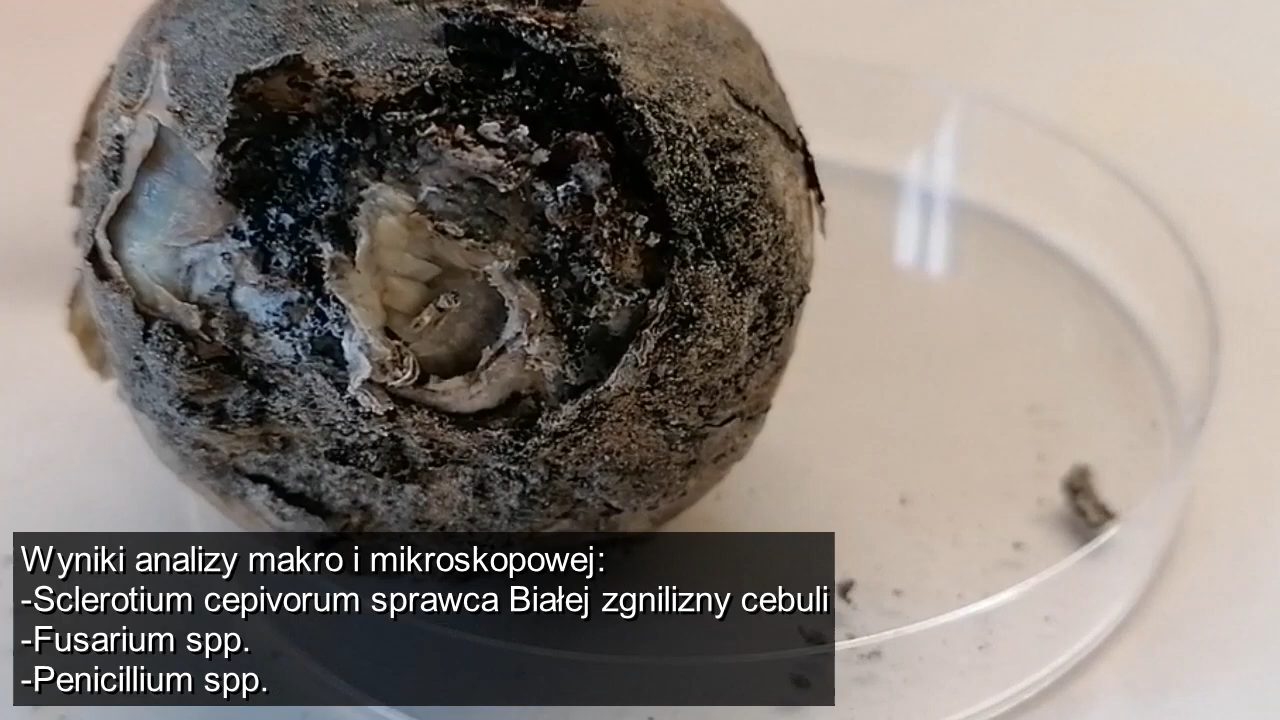 Wyniki analizy makro i mikroskopowej:
-Sclerotium cepivorum sprawca Białej zgnilizny cebuli
-Fusarium spp.
-Penicillium spp.